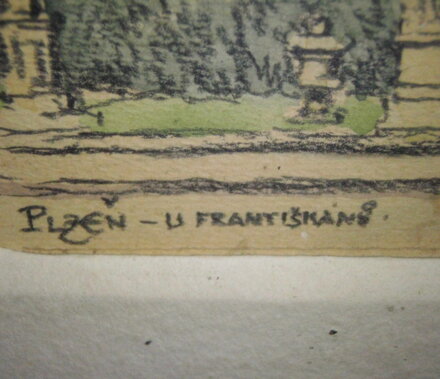 PLZEŇ – U FRANTIŠKÁNŮ